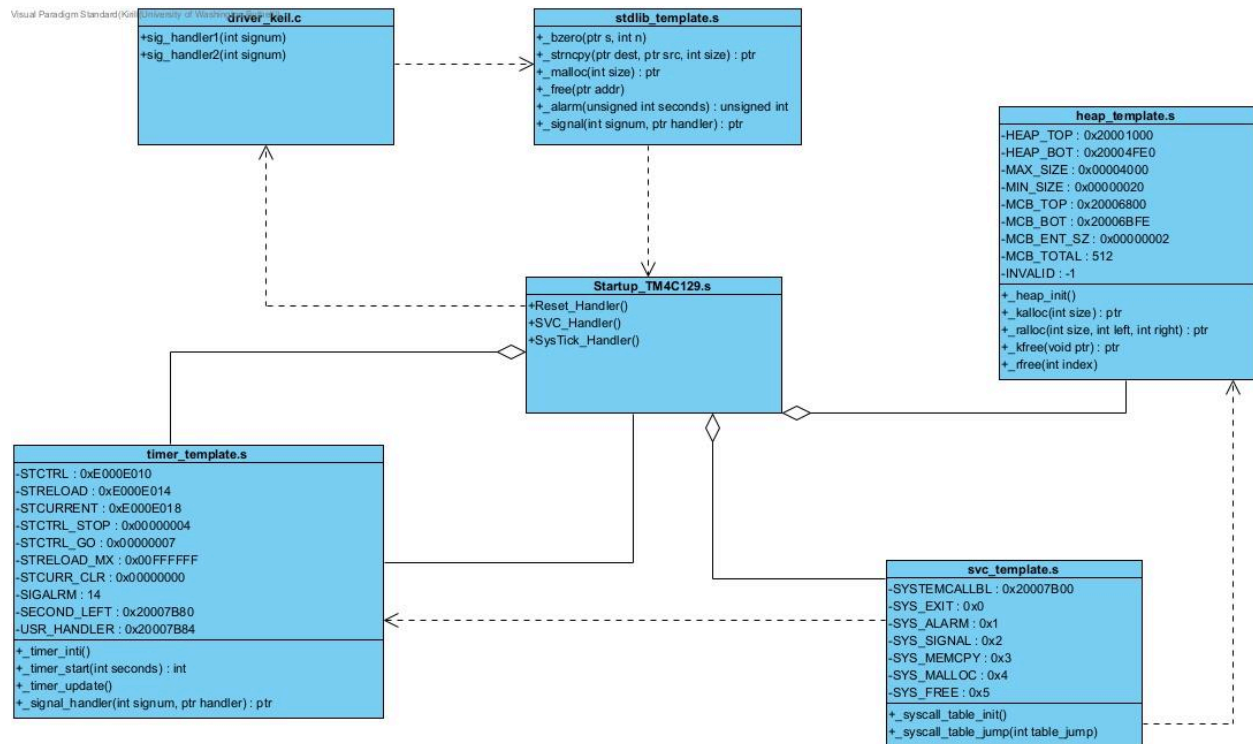 Visual Paradigm Standard(Kirill(University of Washington
driver_keil.c
+sig_handler1(int signum)
+sig_handler2(int signum)
stdlib_template.s
+_bzero(ptr s, int n)
+_strncpy(ptr dest, ptr src, int size) : ptr
+_malloc(int size) : ptr
+_free(ptr addr)
+_alarm(unsigned int seconds) : unsigned int
+_signal(int signum, ptr handler) : ptr
heap_template.s
-HEAP_TOP : 0x20001000
-HEAP_BOT : 0x20004FE0
-MAX_SIZE : 0x00004000
-MIN_SIZE : 0x00000020
-MCB_TOP : 0x20006800
-MCB_BOT : 0x20006BFE
-MCB_ENT_SZ : 0x00000002
-MCB_TOTAL : 512
-INVALID : -1
+_heap_init()
+_kalloc(int size) : ptr
+_ralloc(int size, int left, int right) : ptr
+_kfree(void ptr) : ptr
+_rfree(int index)
Startup_TM4C129.s
+Reset_Handler()
+SVC_Handler()
+SysTick_Handler()
timer_template.s
-STCTRL : 0xE000E010
-STRELOAD : 0xE000E014
-STCURRENT : 0xE000E018
-STCTRL_STOP : 0x00000004
-STCTRL_GO : 0x00000007
-STRELOAD_MX : 0x00FFFFFF
-STCURR_CLR : 0x00000000
-SIGALRM : 14
-SECOND_LEFT : 0x20007B80
-USR_HANDLER : 0x20007B84
+_timer_inti()
+_timer_start(int seconds) : int
+_timer_update()
+_signal_handler(int signum, ptr handler) : ptr
svc_template.s
-SYSTEMCALLBL : 0x20007B00
-SYS_EXIT : 0x0
-SYS_ALARM : 0x1
-SYS_SIGNAL : 0x2
-SYS_MEMCPY : 0x3
-SYS_MALLOC : 0x4
-SYS_FREE : 0x5
+_syscall_table_init()
+_syscall_table_jump(int table_jump)